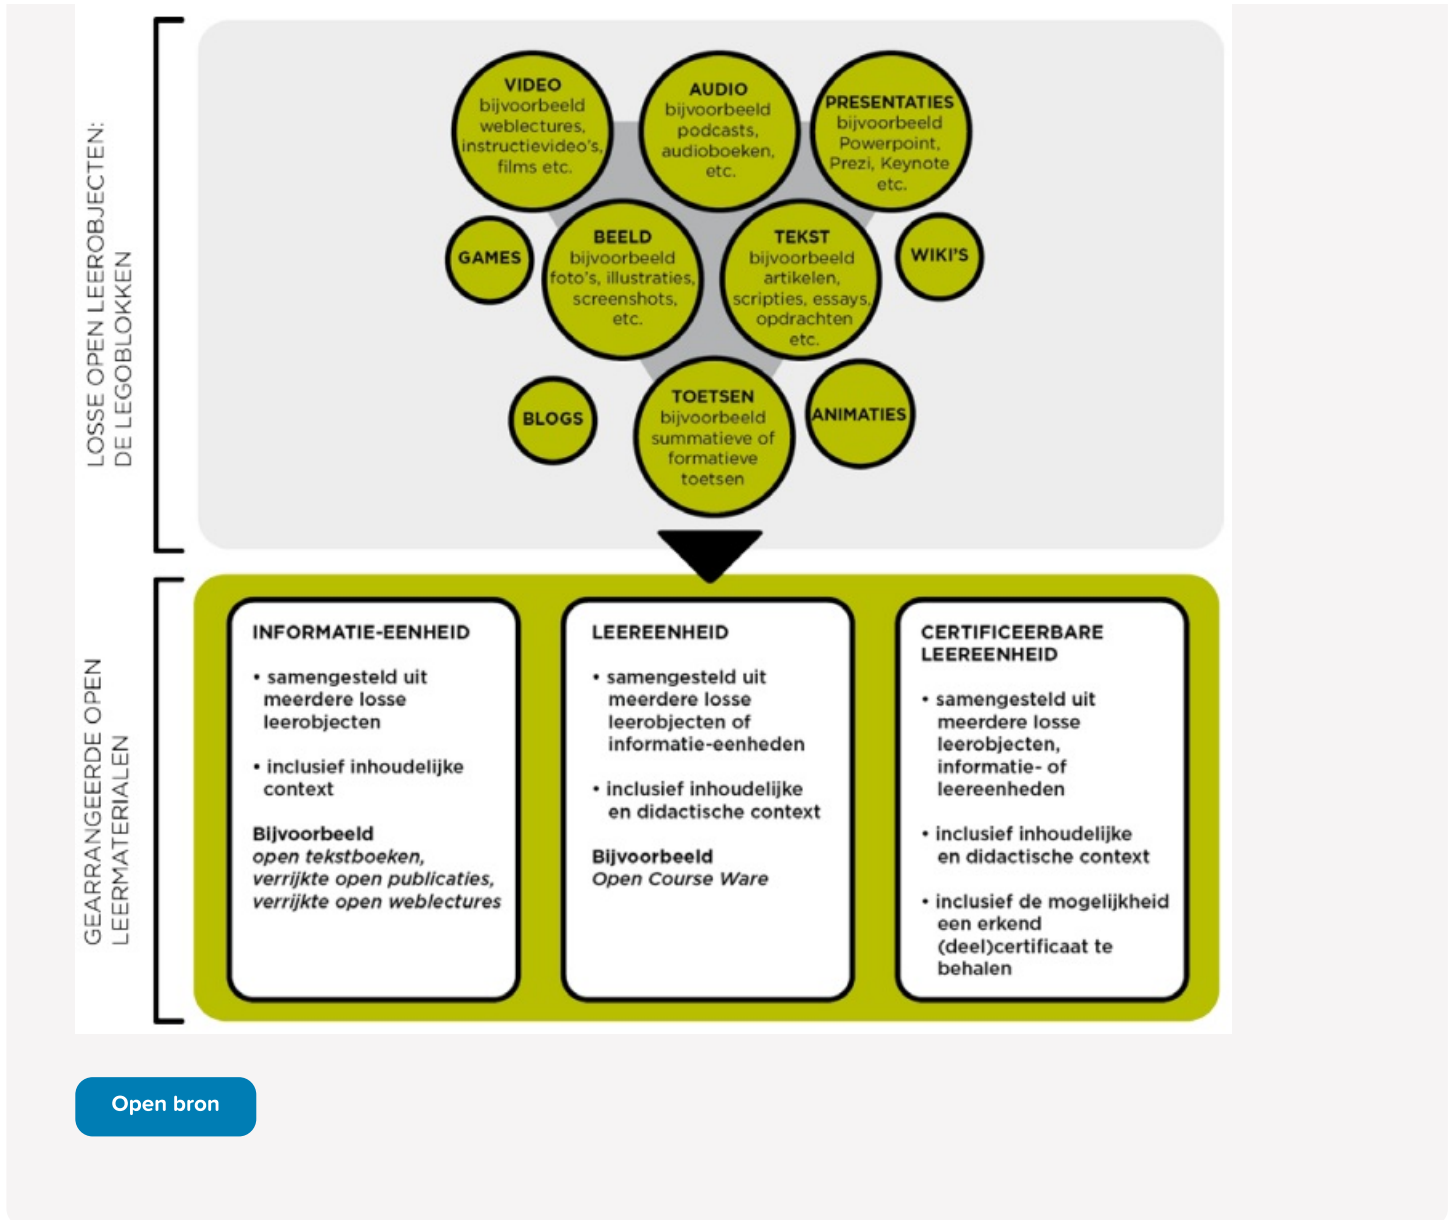 LOSSE OPEN LEEROBJECTEN:
DE LEGOBLOKKEN
VIDEO
bijvoorbeeld
weblectures,
instructievideo's,
films etc.
AUDIO
bijvoorbeeld
podcasts,
audioboeken,
etc.
PRESENTATIES
bijvoorbeeld
Powerpoint,
Prezi, Keynote
etc.
GAMES
BEELD
bijvoorbeeld
foto's, illustraties,
screenshots,
etc.
TEKST
bijvoorbeeld
artikelen,
scripties, essays,
opdrachten
etc.
WIKI'S
BLOGS
TOETSEN
bijvoorbeeld
summatieve of
formatieve
toetsen
ANIMATIES
GEARRANGEERDE OPEN
LEERMATERIALEN
INFORMATIE-EENHEID
• samengesteld uit
meerdere losse
leerobjecten
• inclusief inhoudelijke
context
Bijvoorbeeld
open tekstboeken,
verrijkte open publicaties,
verrijkte open weblectures
LEEREENHEID
• samengesteld uit
meerdere losse
leerobjecten of
informatie-eenheden
• inclusief inhoudelijke
en didactische context
Bijvoorbeeld
Open Course Ware
CERTIFICEERBARE
LEEREENHEID
• samengesteld uit
meerdere losse
leerobjecten,
informatie- of
leereenheden
• inclusief inhoudelijke
en didactische context
• inclusief de mogelijkheid
een erkend
(deel)certificaat te
behalen
Open bron